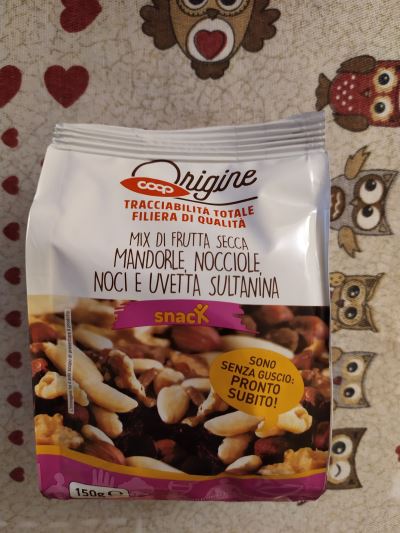 Origine
coop
TRACCIABILITÀ TOTALE
FILIERA DI QUALITÀ
MIX DI FRUTTA SECCA
MANDORLE, NOCCIOLE,
NOCI E UVETTA SULTANINA
snack
SONO
SENZA GUSCIO:
PRONTO
SUBITO!
150g e